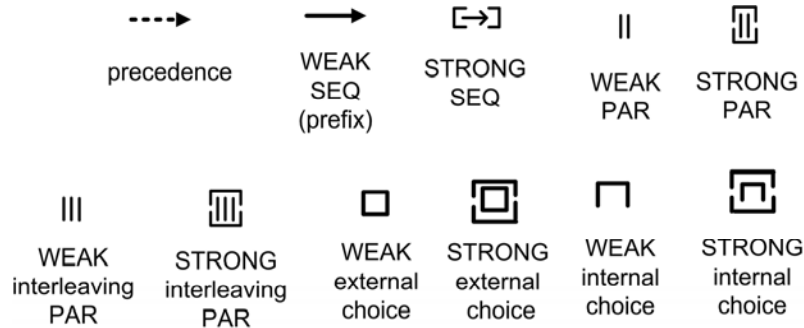 precedence
WEAK
SEQ
(prefix)
STRONG
SEQ
WEAK
PAR
STRONG
PAR
WEAK
interleaving
PAR
STRONG
interleaving
PAR
WEAK
external
choice
STRONG
external
choice
WEAK
internal
choice
STRONG
internal
choice